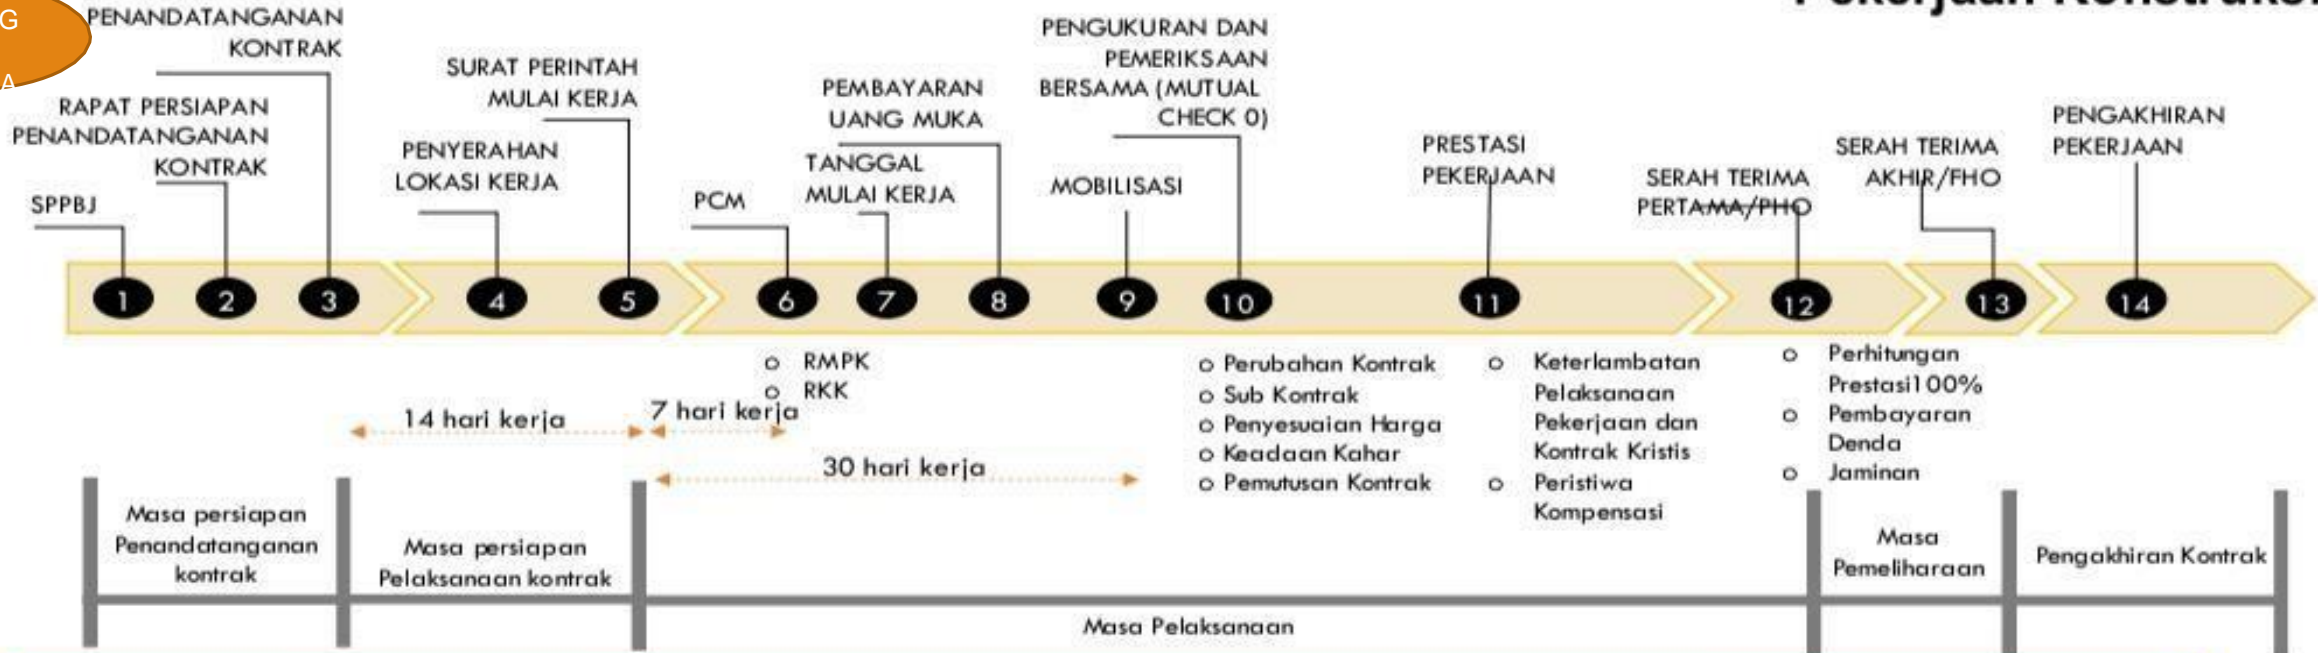 G
A
PENANDATANGANAN
KONTRAK
RAPAT PERSIAPAN
PENANDATANGANAN
KONTRAK
SPPBJ
SURAT PERINTAH
MULAI KERJA
PENYERAHAN
LOKASI KERJA
PCM
PEMBAYARAN
UANG MUKA
TANGGAL
MULAI KERJA
PENGUKURAN DAN
PEMERIKSAAN
BERSAMA (MUTUAL
CHECK 0)
MOBILISASI
PRESTASI
PEKERJAAN
SERAH TERIMA
PERTAMA/PHO
SERAH TERIMA
AKHIR/FHO
PENGAKHIRAN
PEKERJAAN
1 2 3 4 5 6 7 8 9 10 11 12 13 14
RMPK
RKK
14 hari kerja
7 hari kerja
30 hari kerja
Perubahan Kontrak
Sub Kontrak
Penyesuaian Harga
Keadaan Kahar
Pemutusan Kontrak
Keterlambatan
Pelaksanaan
Pekerjaan dan
Kontrak Kristis
Peristiwa
Kompensasi
Perhitungan
Prestasi100%
Pembayaran
Denda
Jaminan
Masa persiapan
Penandatanganan
kontrak
Masa persiapan
Pelaksanaan kontrak
Masa Pelaksanaan
Masa
Pemeliharaan
Pengakhiran Kontrak